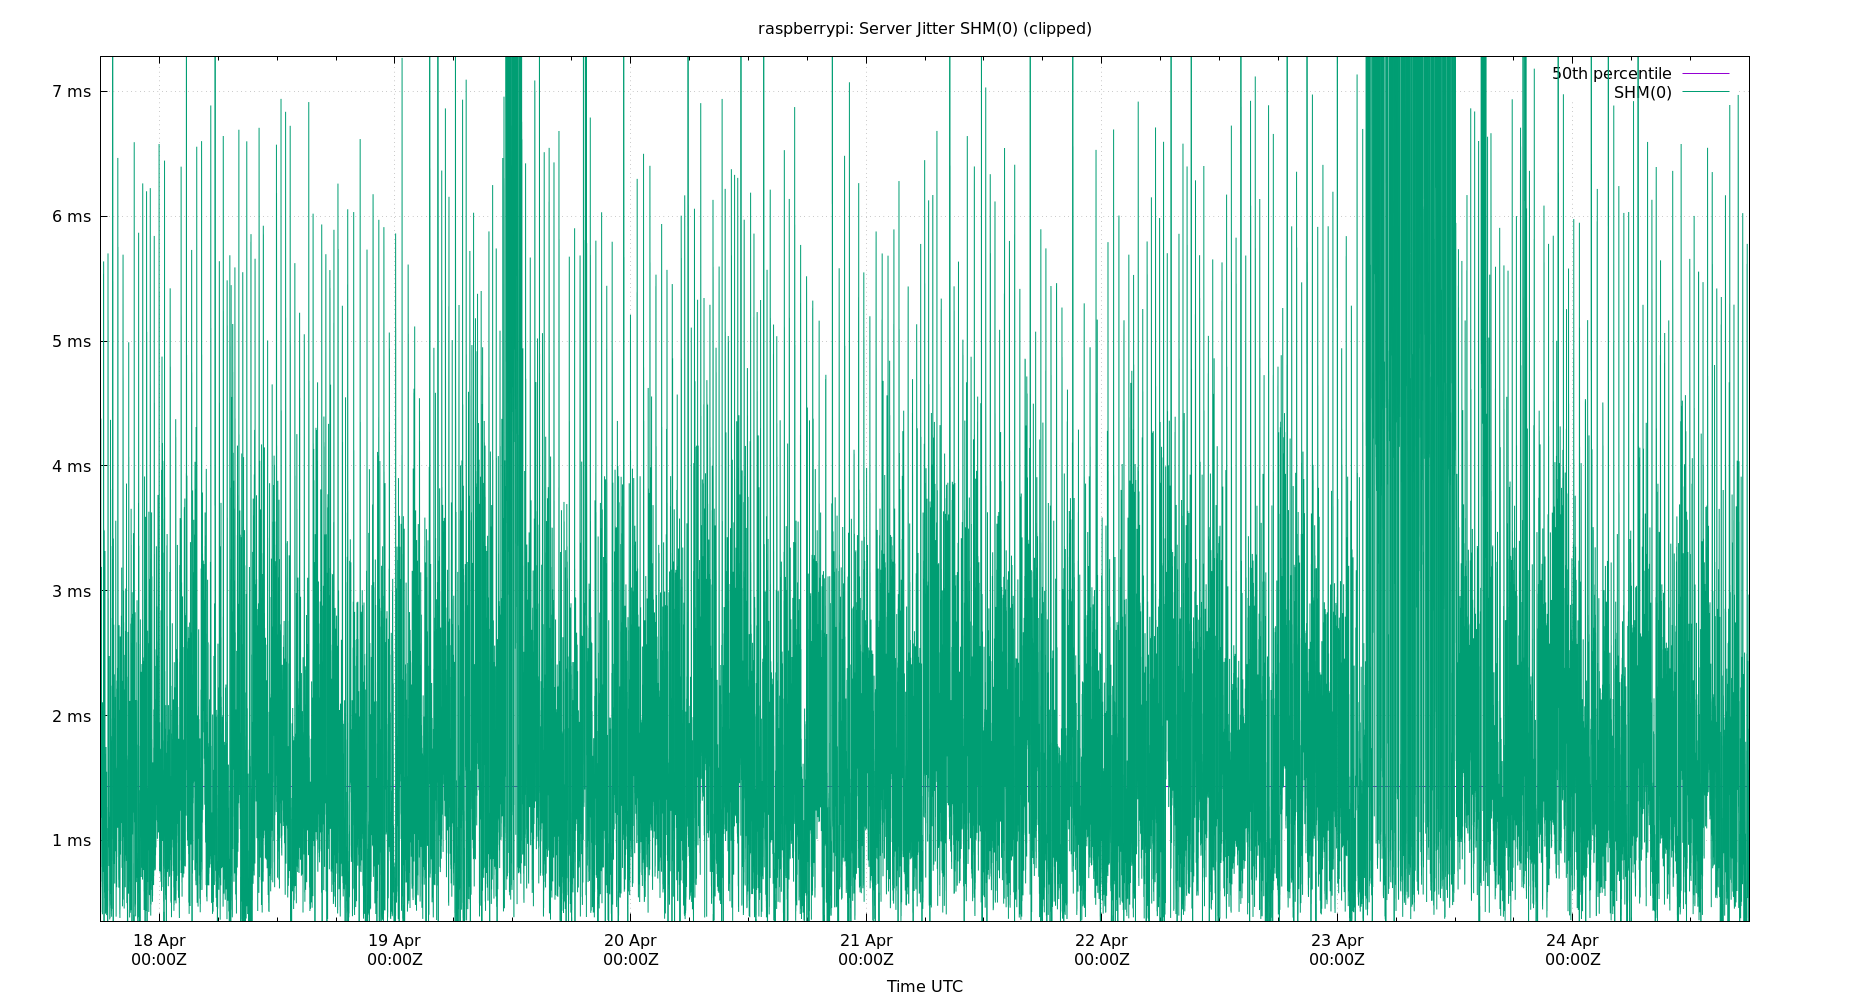 raspberrypi: Server Jitter SHM(0) (clipped)
7 ms
6 ms
5 ms
4 ms
3 ms
2 ms
1 ms
50th percentile
SHM(0)
18 Apr
00:00Z
19 Apr
00:00Z
20 Apr
00:00Z
21 Apr
00:00Z
22 Apr
00:00Z
23 Apr
00:00Z
24 Apr
00:00Z
Time UTC